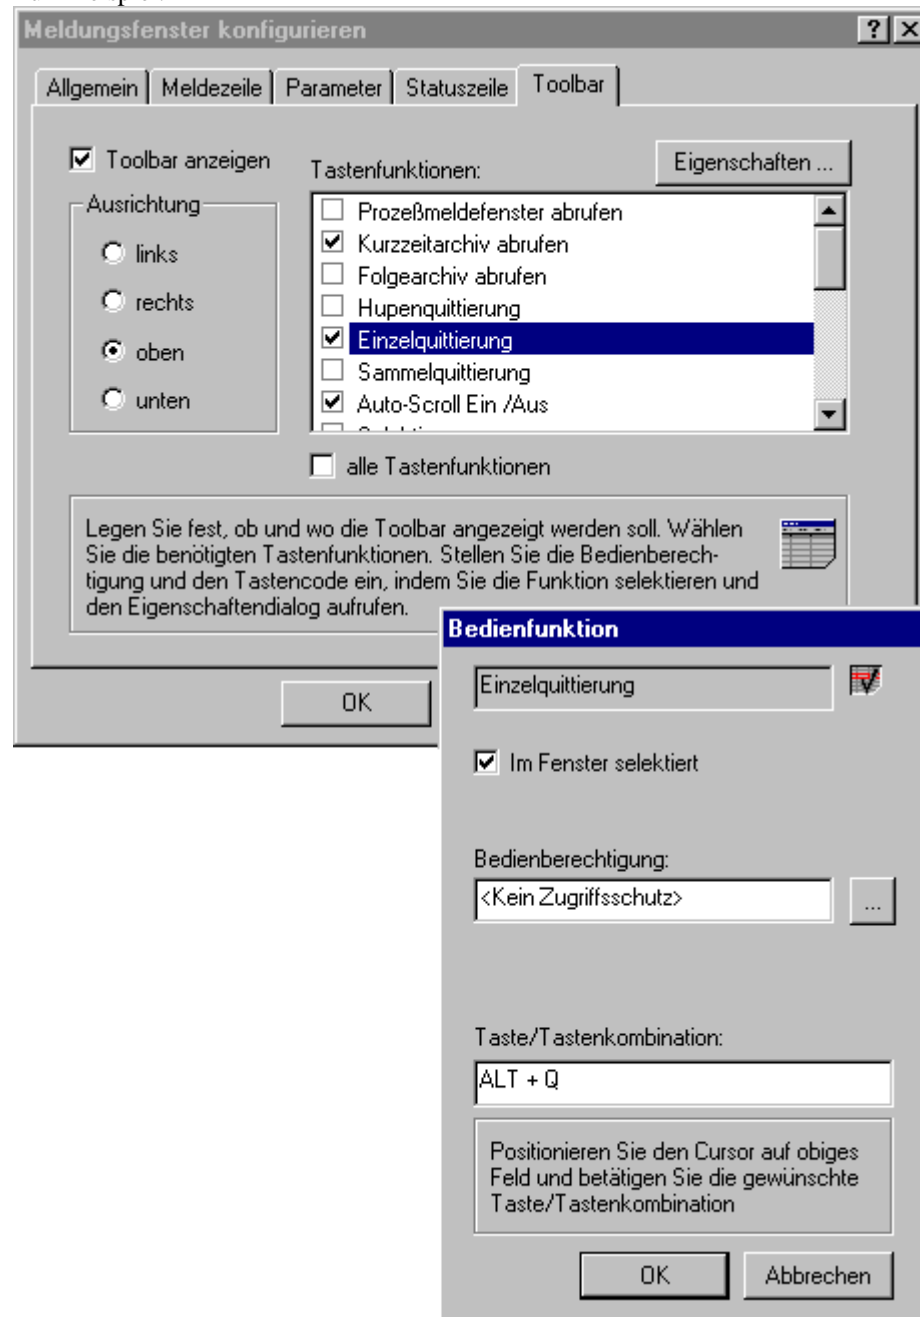 Meldungsfenster konfigurieren
Allgemein Meldezeile Parameter Statuszeile Toolbar
Toolbar anzeigen
Eigenschaften ...
Tastenfunktionen:
Ausrichtung
links
rechts
oben
unten
Prozeßmeldefenster abrufen
Kurzzeitarchiv abrufen
Folgearchiv abrufen
Hupenquittierung
Einzelquittierung
Sammelquittierung
Auto-Scroll Ein /Aus
alle Tastenfunktionen
Legen Sie fest, ob und wo die Toolbar angezeigt werden soll. Wählen
Sie die benötigten Tastenfunktionen. Stellen Sie die Bedienberech-
tigung und den Tastencode ein, indem Sie die Funktion selektieren und
den Eigenschaftendialog aufrufen.
OK
Bedienfunktion
Einzelquittierung
Im Fenster selektiert
Bedienberechtigung:
<Kein Zugriffsschutz>
...
Taste/Tastenkombination:
ALT + Q
Positionieren Sie den Cursor auf obiges
Feld und betätigen Sie die gewünschte
Taste/Tastenkombination
OK Abbrechen